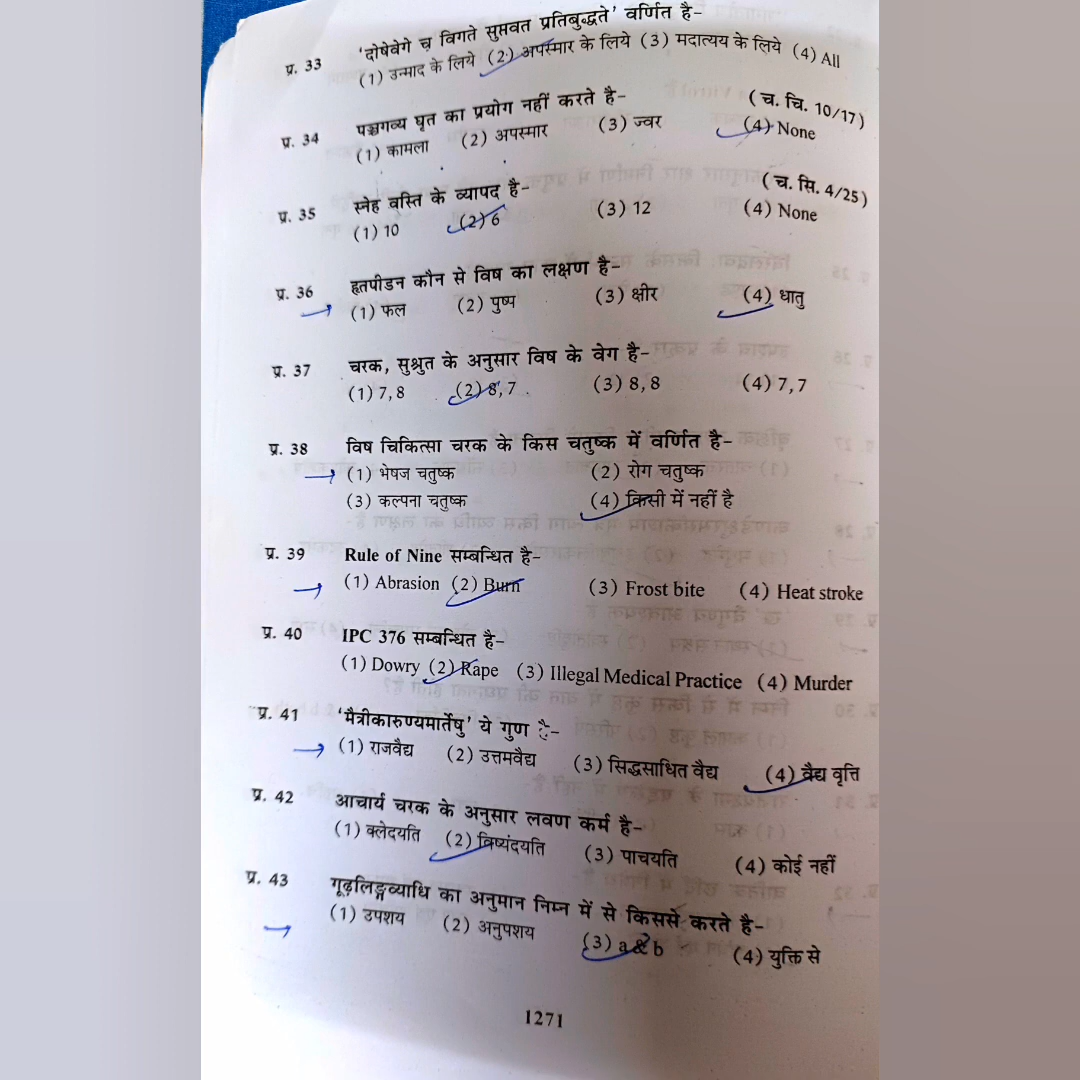 प्र. 33 'दोषेवेगे च विगते सुप्तवत प्रतिबुद्धते' वर्णित है-
(1) उन्माद के लिये (2) अपस्मार के लिये (3) मदात्यय के लिये (4) All
प्र. 34 पञ्चगव्य घृत का प्रयोग नहीं करते है- (च. चि. 10/17)
(1) कामला (2) अपस्मार (3) ज्वर (4) None
प्र. 35 स्नेह वस्ति के व्यापद है- (च. सि. 4/25)
(1) 10 (2) 6 (3) 12 (4) None
प्र. 36 हृतपीडन कौन से विष का लक्षण है-
(1) फल (2) पुष्प (3) क्षीर (4) धातु
प्र. 37 चरक, सुश्रुत के अनुसार विष के वेग है-
(1) 7, 8 (2) 8, 7 (3) 8, 8 (4) 7, 7
प्र. 38 विष चिकित्सा चरक के किस चतुष्क में वर्णित है-
(1) भेषज चतुष्क (2) रोग चतुष्क
(3) कल्पना चतुष्क (4) किसी में नहीं है
प्र. 39 Rule of Nine सम्बन्धित है-
(1) Abrasion (2) Burn (3) Frost bite (4) Heat stroke
प्र. 40 IPC 376 सम्बन्धित है-
(1) Dowry (2) Rape (3) Illegal Medical Practice (4) Murder
प्र. 41 'मैत्रीकारुण्यमार्तेषु' ये गुण है-
(1) राजवैद्य (2) उत्तमवैद्य (3) सिद्धसाधित वैद्य (4) वैद्य वृत्ति
प्र. 42 आचार्य चरक के अनुसार लवण कर्म है-
(1) क्लेदयति (2) विष्यंदयति (3) पाचयति (4) कोई नहीं
प्र. 43 गूढ़लिङ्गव्याधि का अनुमान निम्न में से किससे करते है-
(1) उपशय (2) अनुपशय (3) a & b (4) युक्ति से
1271